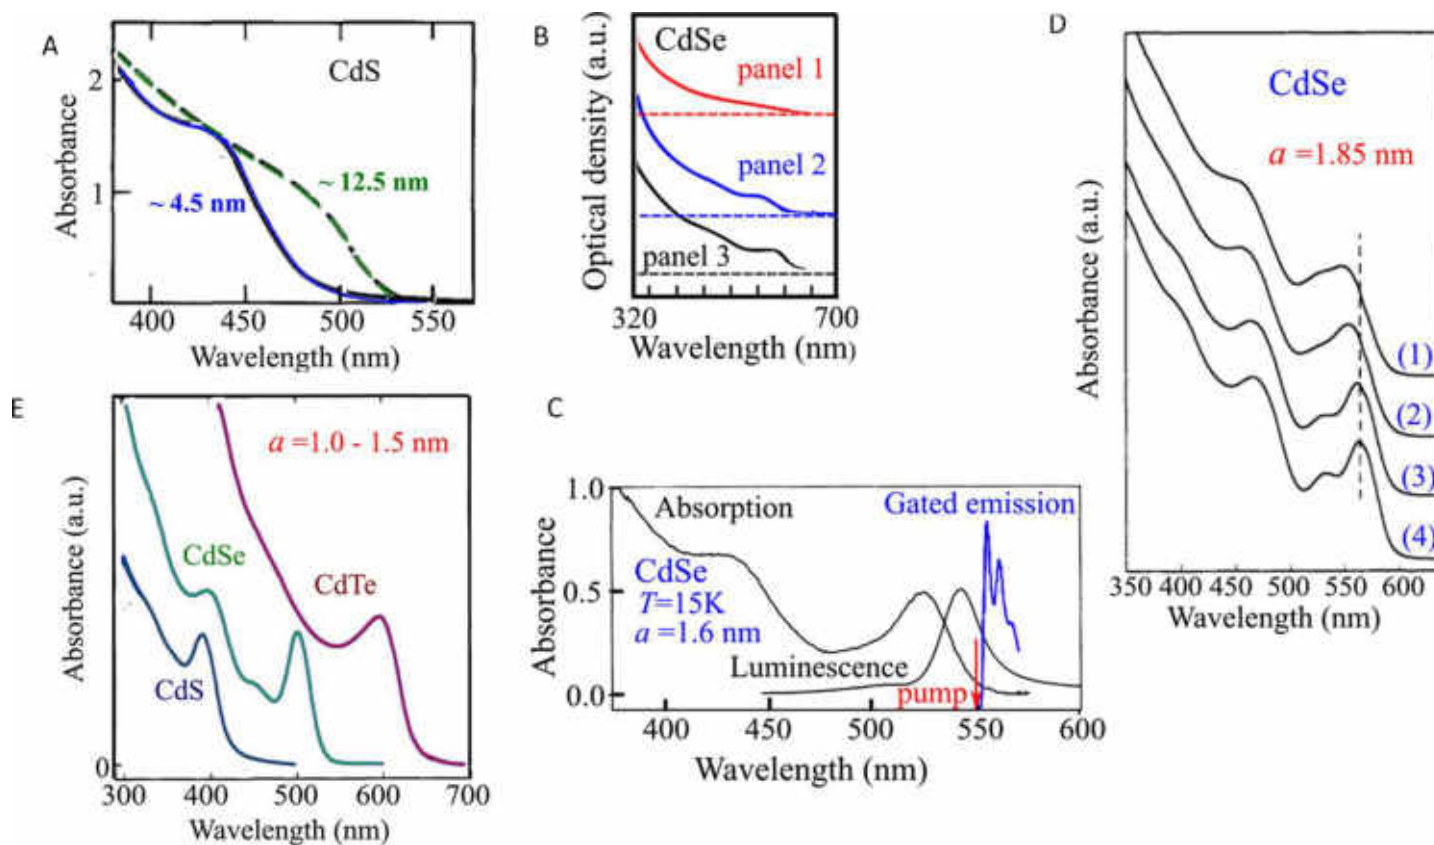 A
CdS
2
1
~ 12.5 nm
~ 4.5 nm
Absorbance
400 450 500 550
Wavelength (nm)
B
CdSe
panel 1
panel 2
panel 3
Optical density (a.u.)
320 700
Wavelength (nm)
D
CdSe
a =1.85 nm
(1)
(2)
(3)
(4)
Absorbance (a.u.)
350 400 450 500 550 600
Wavelength (nm)
E
a =1.0 - 1.5 nm
CdSe
CdTe
CdS
0
Absorbance (a.u.)
300 400 500 600 700
Wavelength (nm)
C
1.0
0.5
0.0
Absorption
Gated emission
CdSe
T=15K
a =1.6 nm
Luminescence
pump
Absorbance
400 450 500 550 600
Wavelength (nm)